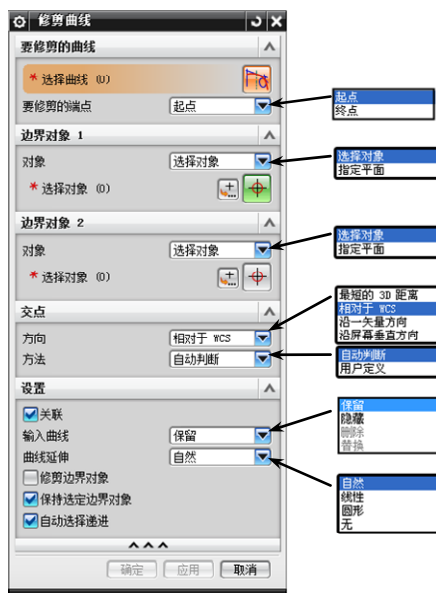 修剪曲线
要修剪的曲线
* 选择曲线 (0)
要修剪的端点 起点
起点
终点
边界对象 1
对象 选择对象
选择对象
指定平面
* 选择对象 (0)
边界对象 2
对象 选择对象
选择对象
指定平面
* 选择对象 (0)
交点
方向 相对于 WCS
最短的 3D 距离
相对于 WCS
沿一矢量方向
沿屏幕垂直方向
方法 自动判断
自动判断
用户定义
设置
关联
输入曲线 保留
保留
隐藏
删除
替换
曲线延伸 自然
自然
线性
圆形
无
修剪边界对象
保持选定边界对象
自动选择递进
确定 应用 取消